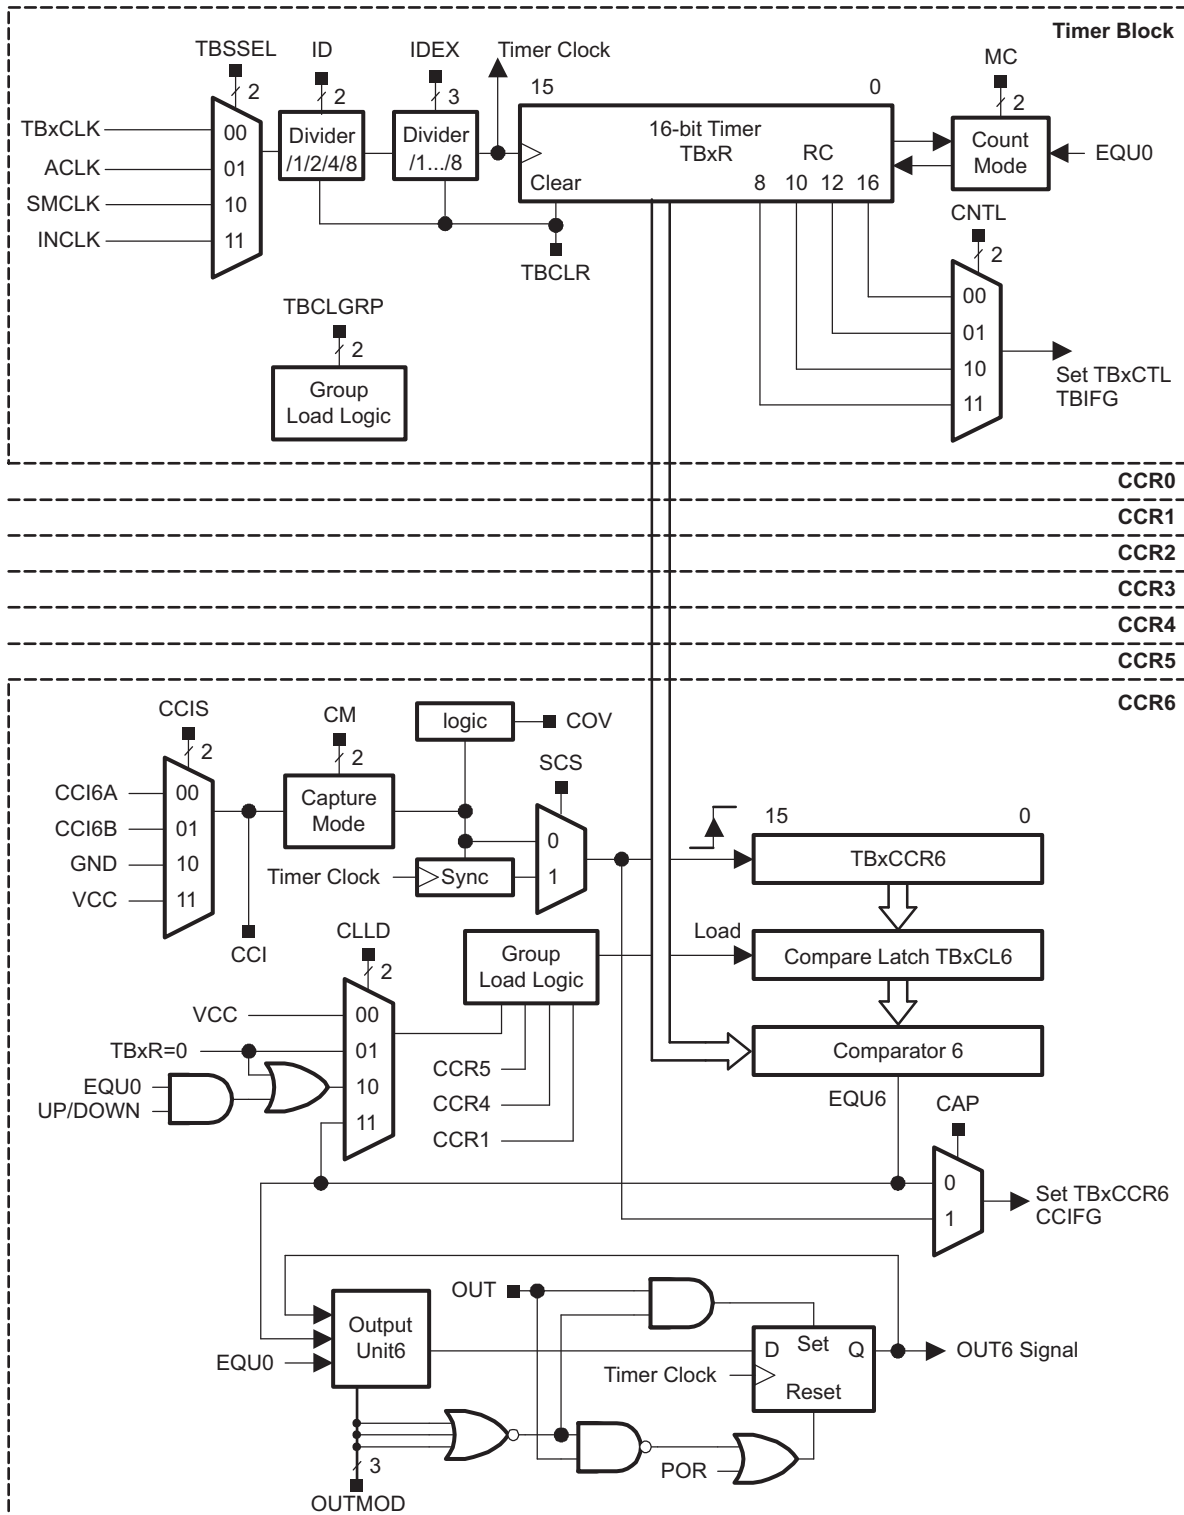 Timer Block
TBSSEL
ID
IDEX
Timer Clock
MC
2
2
3
15
0
2
TBxCLK
ACLK
SMCLK
INCLK
00
01
10
11
Divider
/1/2/4/8
Divider
/1.../8
16-bit Timer
TBxR
RC
Clear
8
10
12
16
Count
Mode
EQU0
TBCLR
CNTL
2
00
01
10
11
Set TBxCTL
TBIFG
TBCLGRP
2
Group
Load Logic
CCR0
CCR1
CCR2
CCR3
CCR4
CCR5
CCR6
CCIS
2
CM
2
logic
COV
SCS
CCI6A
CCI6B
GND
VCC
00
01
10
11
Capture
Mode
Timer Clock
Sync
0
1
15
0
TBxCCR6
CCI
CLLD
2
Group
Load Logic
Load
Compare Latch TBxCL6
VCC
TBxR=0
EQU0
UP/DOWN
00
01
10
11
CCR5
CCR4
CCR1
Comparator 6
EQU6
CAP
0
1
Set TBxCCR6
CCIFG
OUT
Output
Unit6
EQU0
D
Set
Q
Timer Clock
Reset
OUT6 Signal
3
POR
OUTMOD